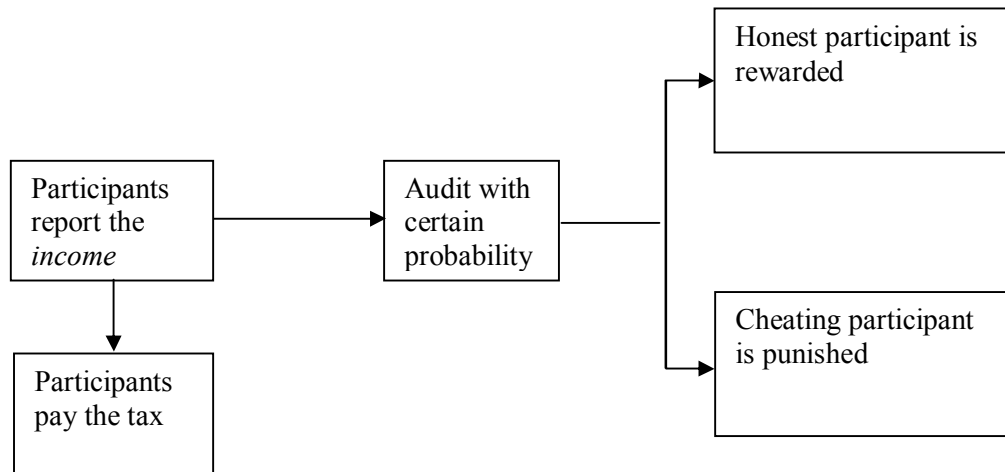 Participants
report the
income
Participants
pay the tax
Audit with
certain
probability
Honest participant is
rewarded
Cheating participant
is punished